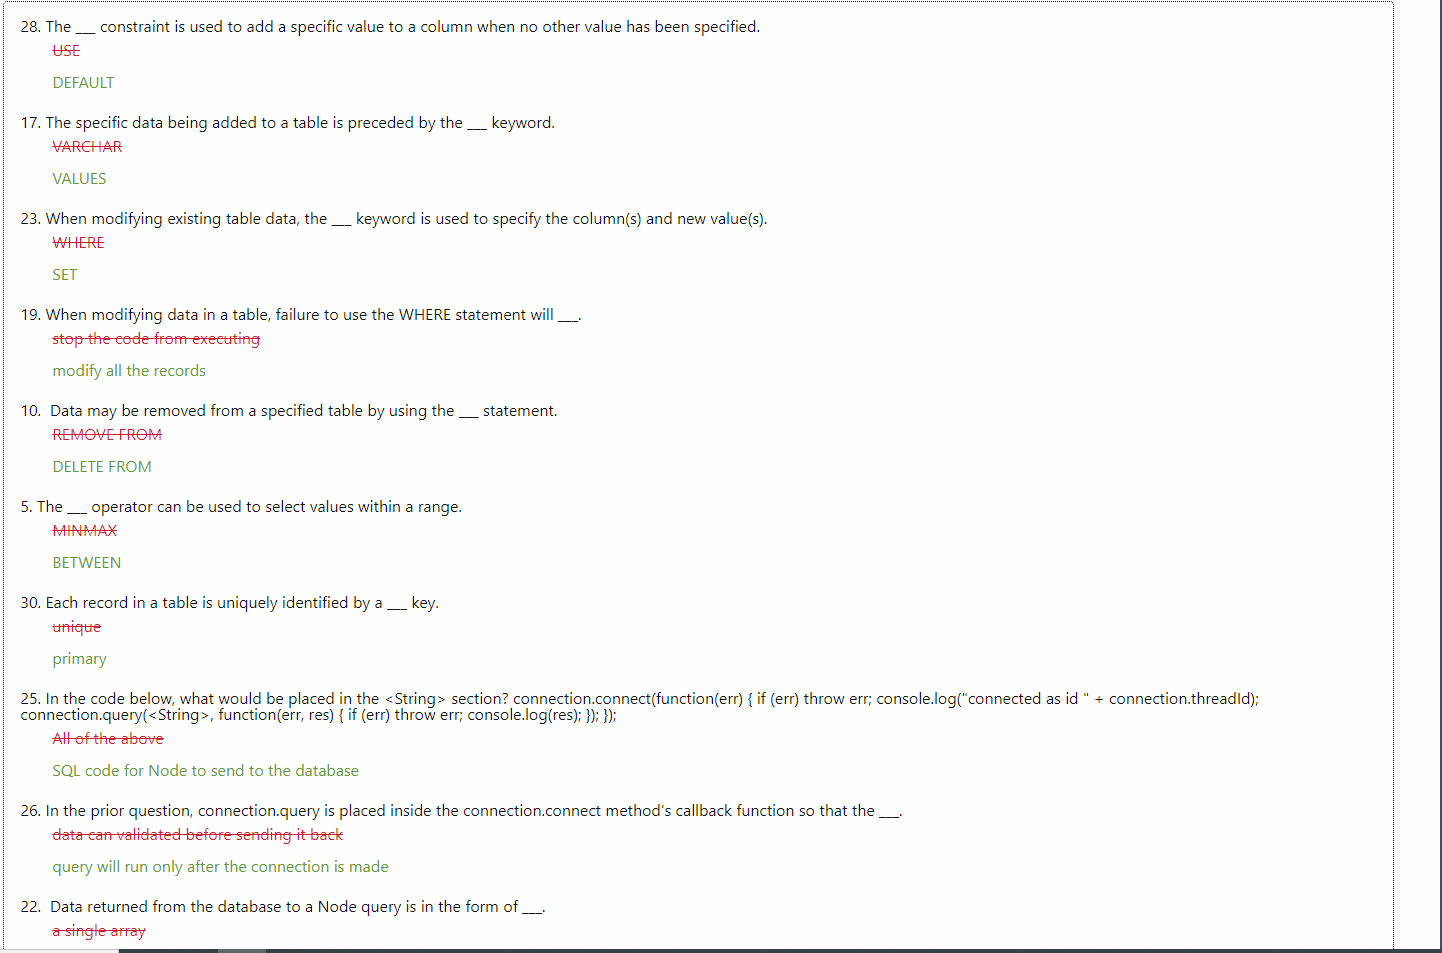 28. The ___ constraint is used to add a specific value to a column when no other value has been specified.
USE
DEFAULT
17. The specific data being added to a table is preceded by the ___ keyword.
VARCHAR
VALUES
23. When modifying existing table data, the ___ keyword is used to specify the column(s) and new value(s).
WHERE
SET
19. When modifying data in a table, failure to use the WHERE statement will ___.
stop the code from executing
modify all the records
10.  Data may be removed from a specified table by using the ___ statement.
REMOVE FROM
DELETE FROM
5. The ___ operator can be used to select values within a range.
MINMAX
BETWEEN
30. Each record in a table is uniquely identified by a ___ key.
unique
primary
25. In the code below, what would be placed in the <String> section? connection.connect(function(err) { if (err) throw err; console.log("connected as id " + connection.threadId);
connection.query(<String>, function(err, res) { if (err) throw err; console.log(res); }); });
All of the above
SQL code for Node to send to the database
26. In the prior question, connection.query is placed inside the connection.connect method's callback function so that the ___.
data can validated before sending it back
query will run only after the connection is made
22.  Data returned from the database to a Node query is in the form of ___.
a single array